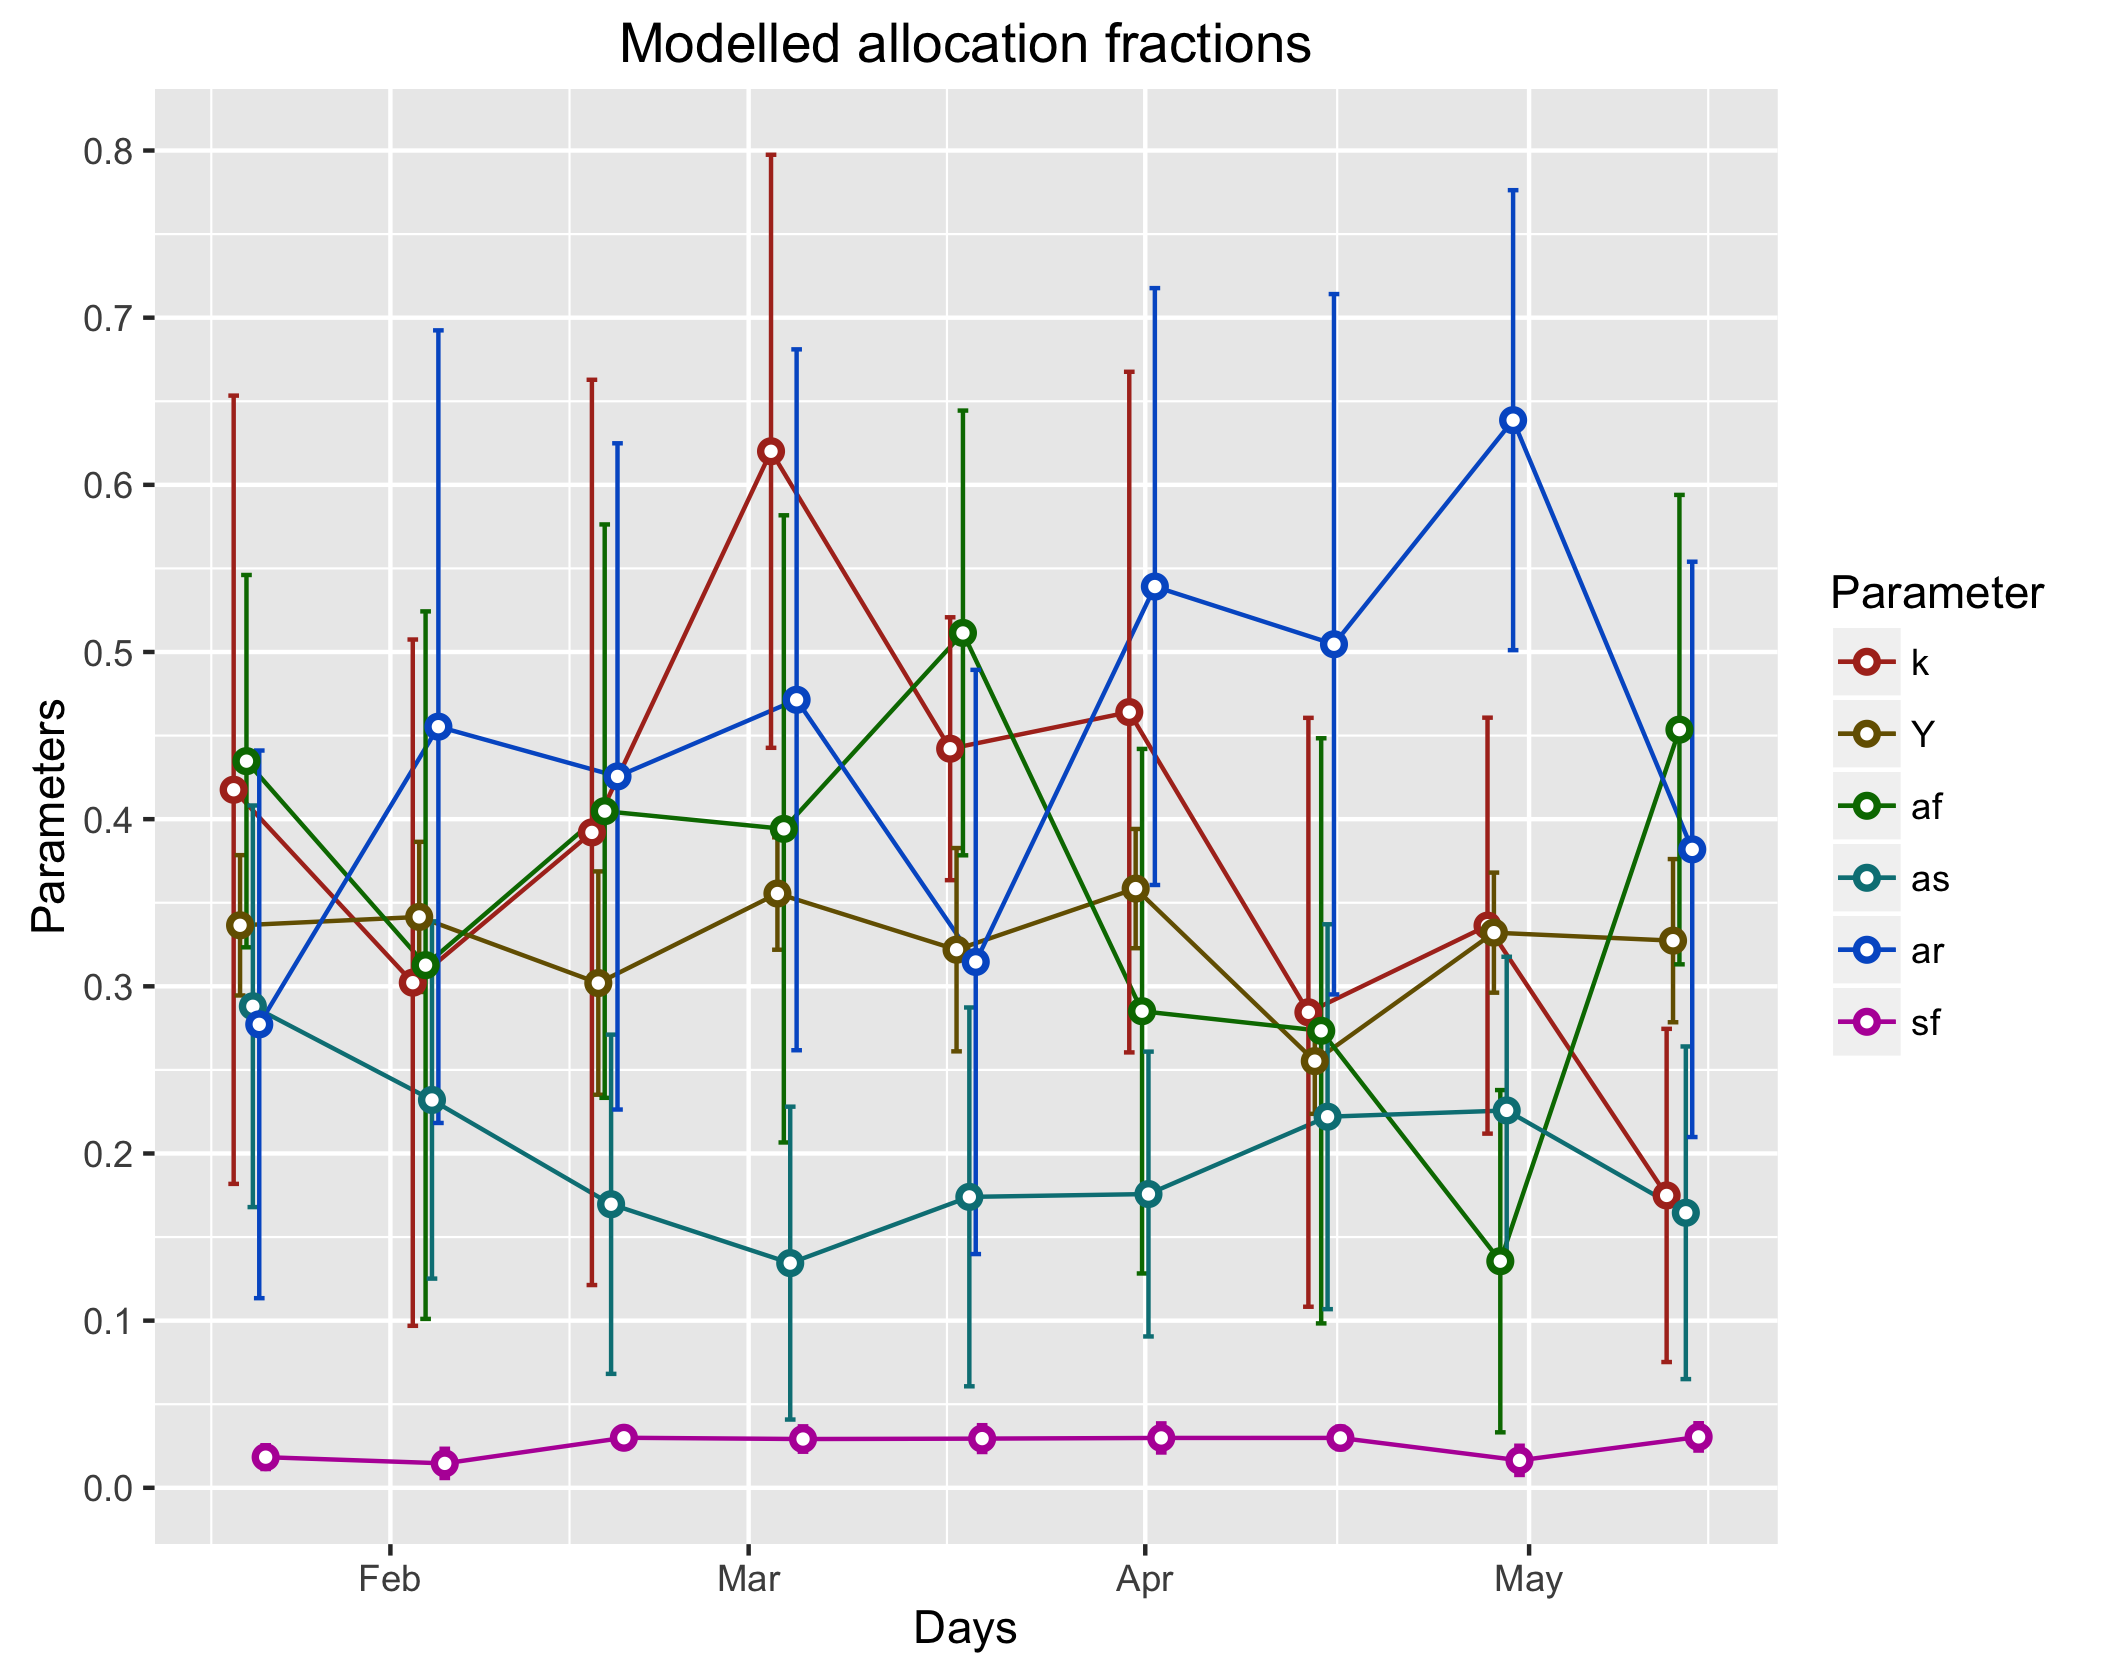 Modelled allocation fractions
Parameters
0.8
0.7
0.6
0.5
0.4
0.3
0.2
0.1
0.0
Feb Mar Apr May
Days
Parameter
k
Y
af
as
ar
sf